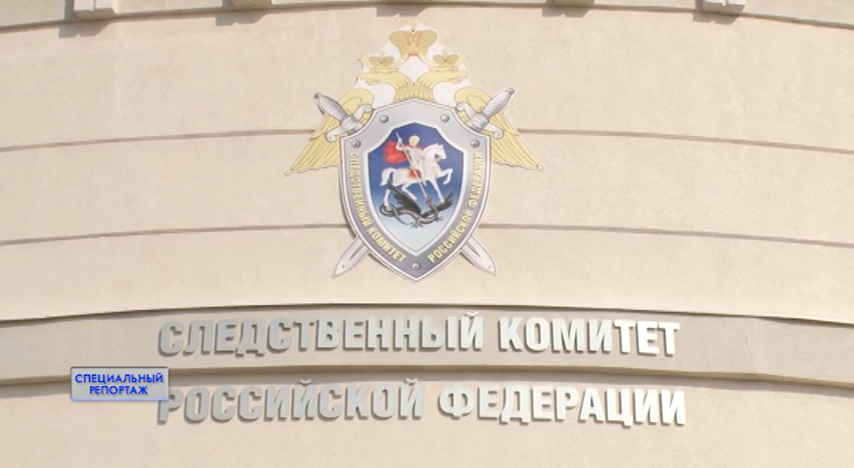 СЛЕДСТВЕННЫЙ КОМИТЕТ
РОССИЙСКОЙ ФЕДЕРАЦИИ
СЛЕДСТВЕННЫЙ КОМИТЕТ
РОССИЙСКОЙ ФЕДЕРАЦИИ
СПЕЦИАЛЬНЫЙ
РЕПОРТАЖ